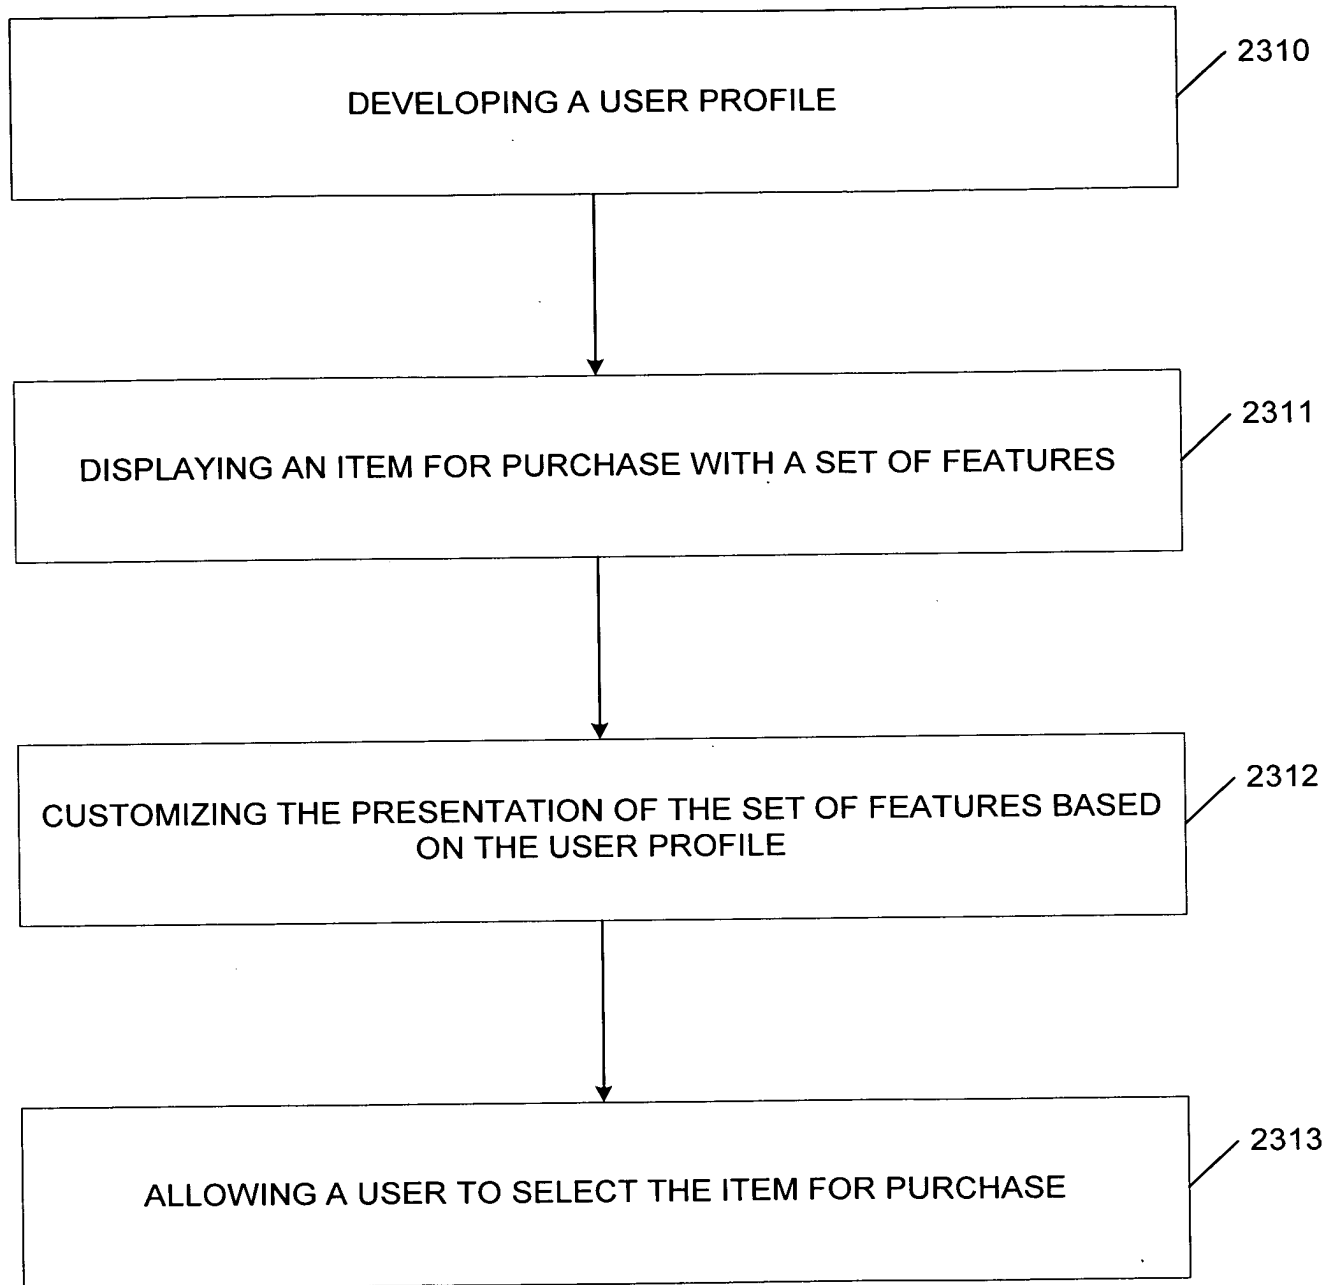 2310
DEVELOPING A USER PROFILE
2311
DISPLAYING AN ITEM FOR PURCHASE WITH A SET OF FEATURES
2312
CUSTOMIZING THE PRESENTATION OF THE SET OF FEATURES BASED
ON THE USER PROFILE
2313
ALLOWING A USER TO SELECT THE ITEM FOR PURCHASE